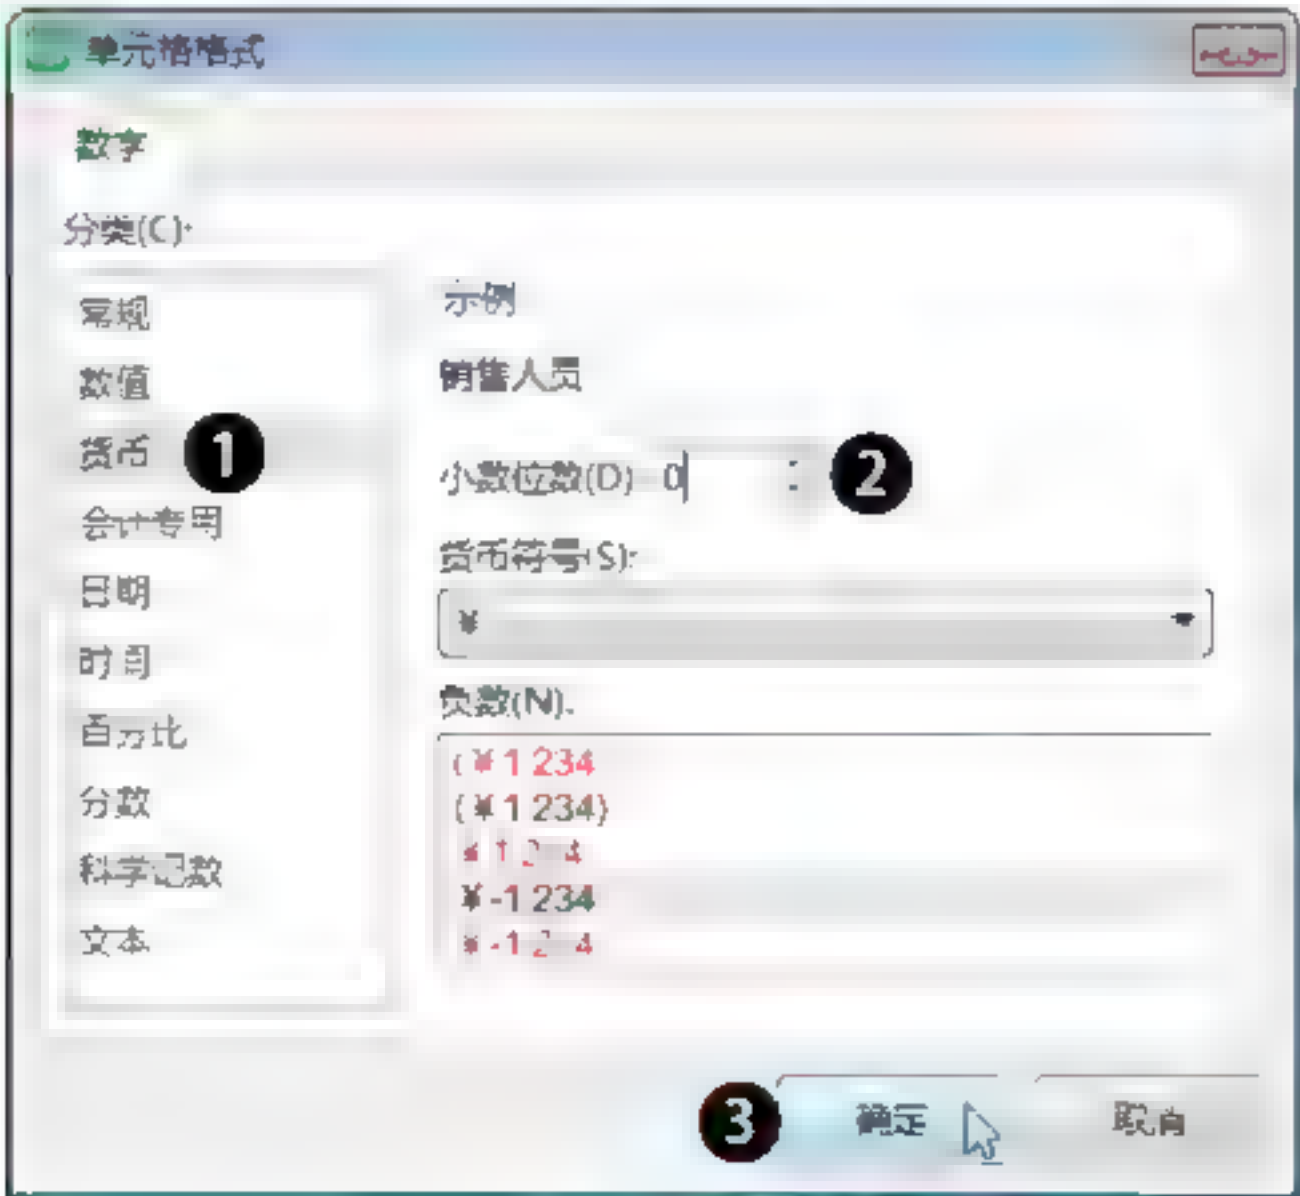 单元格格式
数字
分类(C):
常规
数值
货币 1
会计专用
日期
时间
百分比
分数
科学记数
文本
示例
销售人员
小数位数(D) 0 2
货币符号(S):
¥
负数(N):
(¥1,234)
(¥1,234)
¥-1,234
3 确定 取消